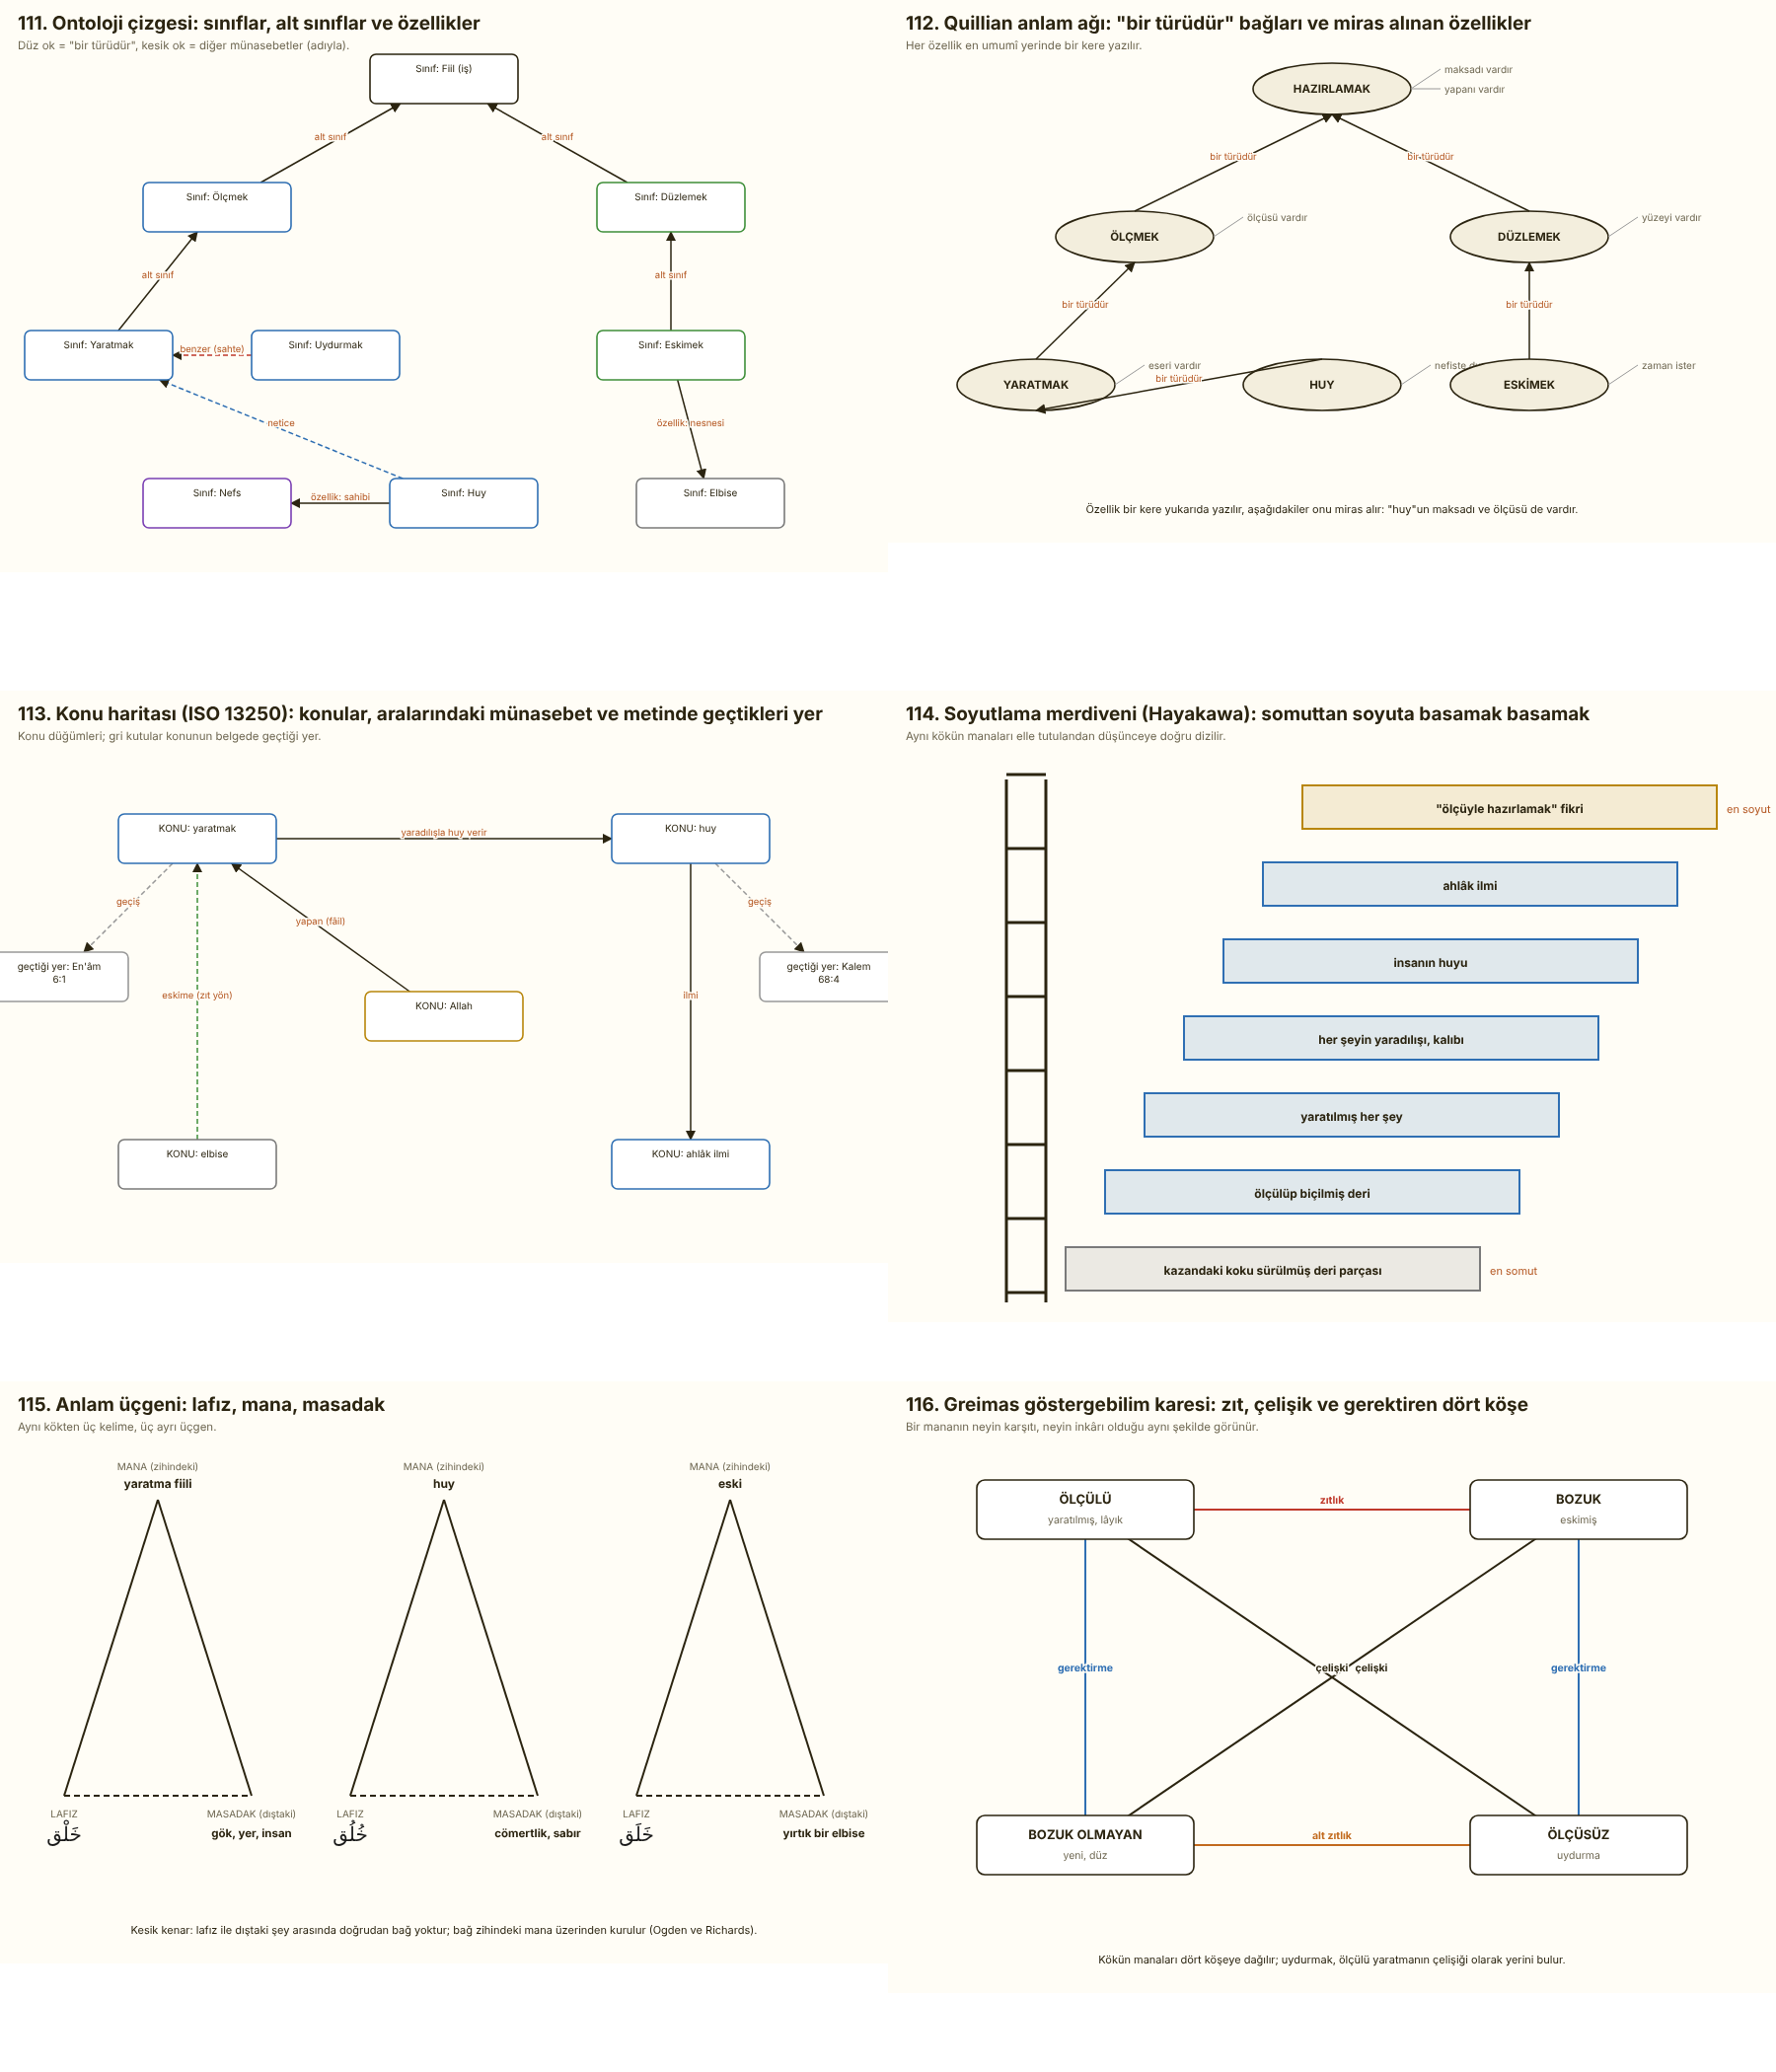 111. Ontoloji çizgesi: sınıflar, alt sınıflar ve özellikler
Düz ok = "bir türüdür", kesik ok = diğer münasebetler (adıyla).
Sınıf: Fiil (iş)
alt sınıf
alt sınıf
Sınıf: Ölçmek
Sınıf: Düzlemek
alt sınıf
alt sınıf
Sınıf: Yaratmak
benzer (sahte)
Sınıf: Uydurmak
Sınıf: Eskimek
netice
özellik: nesnesi
Sınıf: Nefs
özellik: sahibi
Sınıf: Huy
Sınıf: Elbise
112. Quillian anlam ağı: "bir türüdür" bağları ve miras alınan özellikler
Her özellik en umumî yerinde bir kere yazılır.
HAZIRLAMAK
maksadı vardır
yapanı vardır
bir türüdür
bir türüdür
ÖLÇMEK
ölçüsü vardır
DÜZLEMEK
yüzeyi vardır
bir türüdür
bir türüdür
YARATMAK
eseri vardır
bir türüdür
HUY
nefiste
ESKİMEK
zaman ister
Özellik bir kere yukarıda yazılır, aşağıdakiler onu miras alır: "huy"un maksadı ve ölçüsü de vardır.
113. Konu haritası (ISO 13250): konular, aralarındaki münasebet ve metinde geçtikleri yer
Konu düğümleri; gri kutular konunun belgede geçtiği yer.
KONU: yaratmak
yaradılışla huy verir
KONU: huy
geçiş
yapan (fâil)
geçiş
geçtiği yer: En'âm
6:1
geçtiği yer: Kalem
68:4
eskime (zıt yön)
ilmi
KONU: Allah
KONU: elbise
KONU: ahlâk ilmi
114. Soyutlama merdiveni (Hayakawa): somuttan soyuta basamak basamak
Aynı kökün manaları elle tutulandan düşünceye doğru dizilir.
"ölçüyle hazırlamak" fikri
en soyut
ahlâk ilmi
insanın huyu
her şeyin yaradılışı, kalıbı
yaratılmış her şey
ölçülüp biçilmiş deri
kazandaki koku sürülmüş deri parçası
en somut
115. Anlam üçgeni: lafız, mana, masadak
Aynı kökten üç kelime, üç ayrı üçgen.
MANA (zihindeki)
yaratma fiili
LAFIZ
خَلْق
MASADAK (dıştaki)
gök, yer, insan
MANA (zihindeki)
huy
LAFIZ
خُلُق
MASADAK (dıştaki)
cömertlik, sabır
MANA (zihindeki)
eski
LAFIZ
خَلَق
MASADAK (dıştaki)
yırtık bir elbise
Kesik kenar: lafız ile dıştaki şey arasında doğrudan bağ yoktur; bağ zihindeki mana üzerinden kurulur (Ogden ve Richards).
116. Greimas göstergebilim karesi: zıt, çelişik ve gerektiren dört köşe
Bir mananın neyin karşıtı, neyin inkârı olduğu aynı şekilde görünür.
ÖLÇÜLÜ
yaratılmış, lâyık
zıtlık
BOZUK
eskimiş
gerektirme
çelişki
çelişki
gerektirme
BOZUK OLMAYAN
yeni, düz
alt zıtlık
ÖLÇÜSÜZ
uydurma
Kökün manaları dört köşeye dağılır; uydurmak, ölçülü yaratmanın çelişiği olarak yerini bulur.